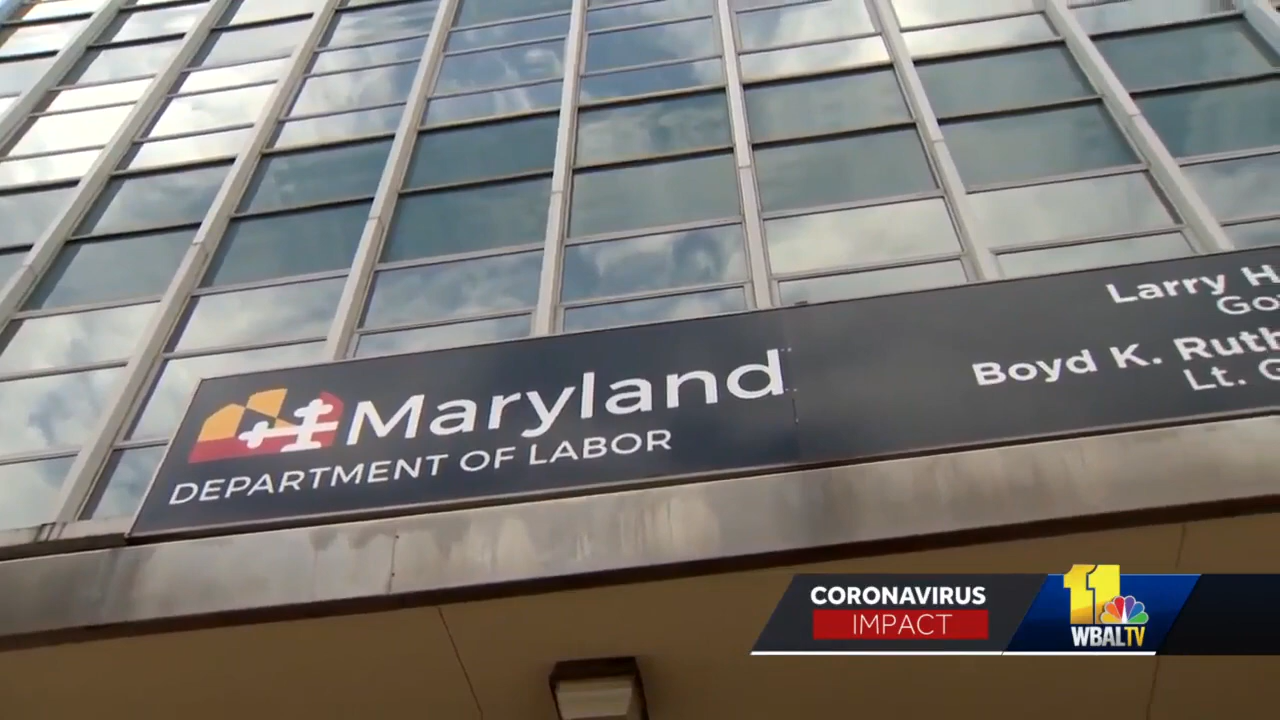 Maryland
DEPARTMENT OF LABOR
Larry H
Go
Boyd K. Ruth
Lt. G
CORONAVIRUS
IMPACT
11
WBALTV